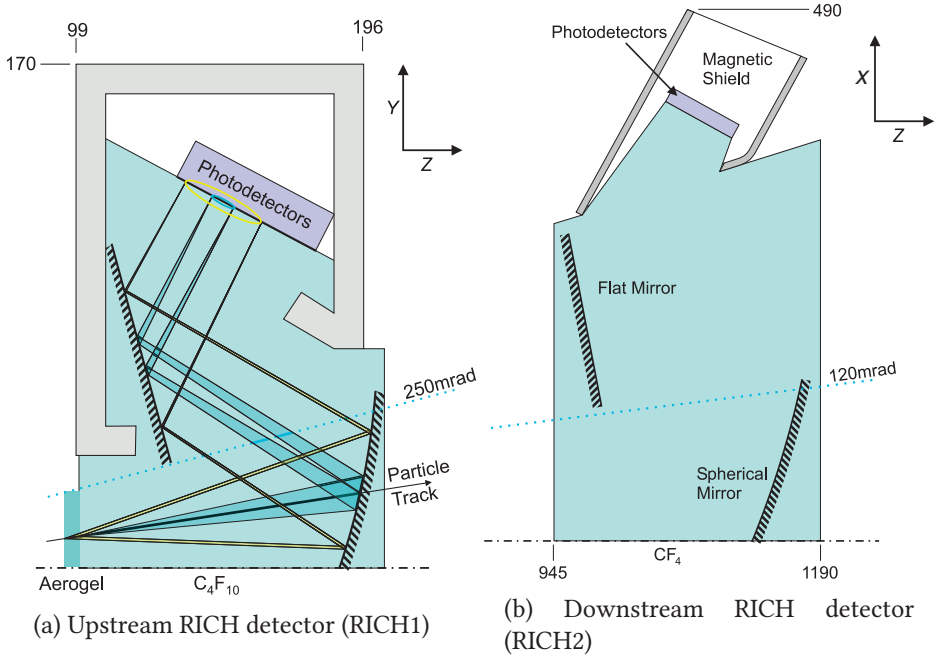 99
196
170
Y
Z
Photodetectors
250mrad
Particle
Track
Aerogel
C₄F₁₀
(a) Upstream RICH detector (RICH1)
490
Photodetectors
Magnetic
Shield
X
Z
Flat Mirror
120mrad
Spherical
Mirror
CF₄
945
1190
(b) Downstream RICH detector
(RICH2)